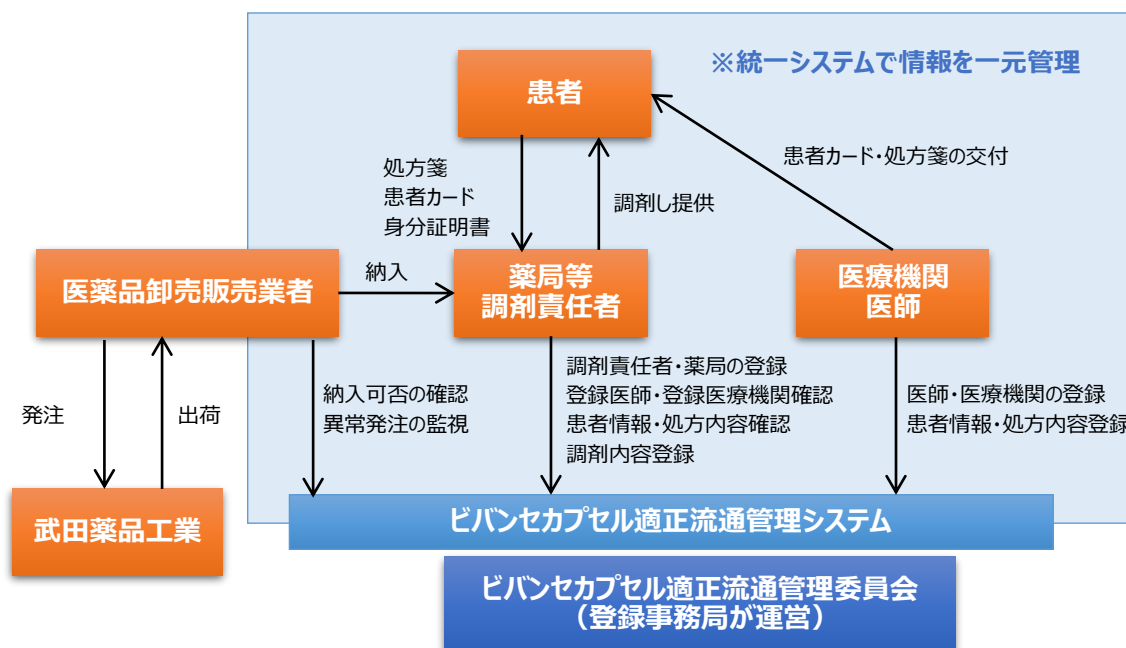 ※統一システムで情報を一元管理
患者
患者カード・処方箋の交付
処方箋
患者カード
身分証明書
調剤し提供
医薬品卸売販売業者
納入
薬局等
調剤責任者
医療機関
医師
発注
出荷
納入可否の確認
異常発注の監視
調剤責任者・薬局の登録
登録医師・登録医療機関確認
患者情報・処方内容確認
調剤内容登録
医師・医療機関の登録
患者情報・処方内容登録
武田薬品工業
ビバンセカプセル適正流通管理システム
ビバンセカプセル適正流通管理委員会
（登録事務局が運営）